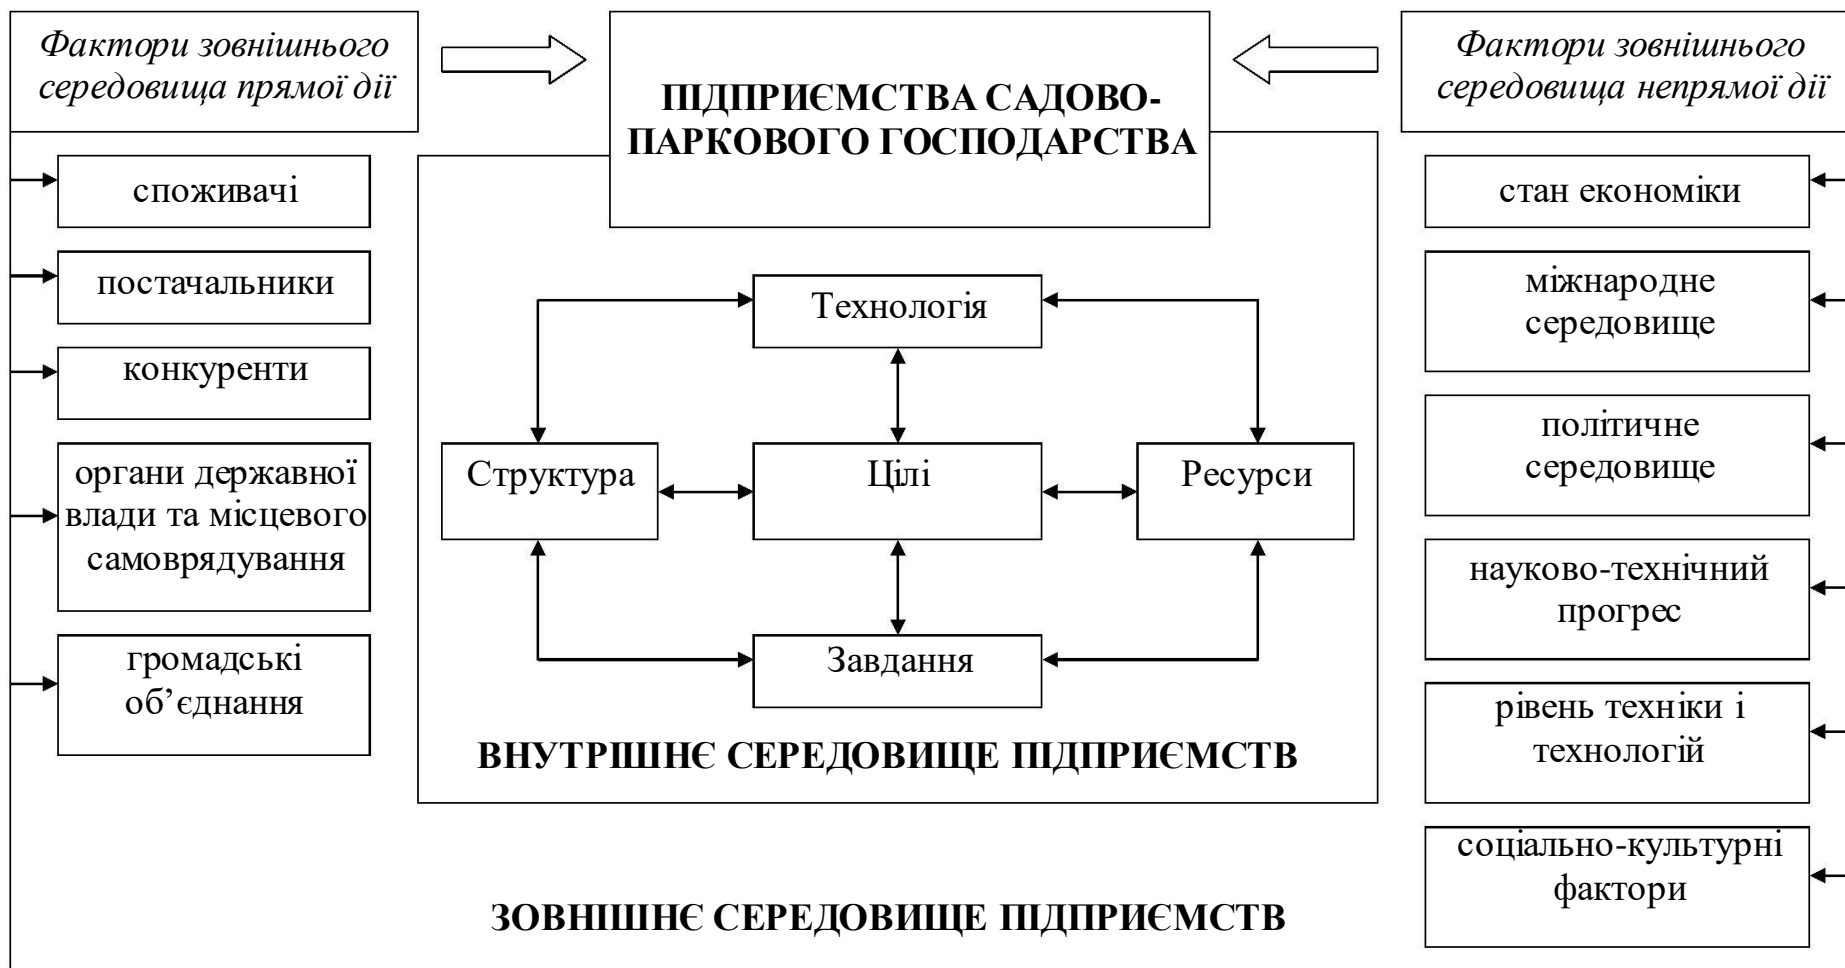 Фактори зовнішнього
середовища прямої дії
ПІДПРИЄМСТВА САДОВО-
ПАРКОВОГО ГОСПОДАРСТВА
Фактори зовнішнього
середовища непрямої дії
споживачі
постачальники
конкуренти
органи державної
влади та місцевого
самоврядування
громадські
об’єднання
Технологія
Структура
Цілі
Ресурси
Завдання
ВНУТРІШНЄ СЕРЕДОВИЩЕ ПІДПРИЄМСТВ
стан економіки
міжнародне
середовище
політичне
середовище
науково-технічний
прогрес
рівень техніки і
технологій
соціально-культурні
фактори
ЗОВНІШНЄ СЕРЕДОВИЩЕ ПІДПРИЄМСТВ